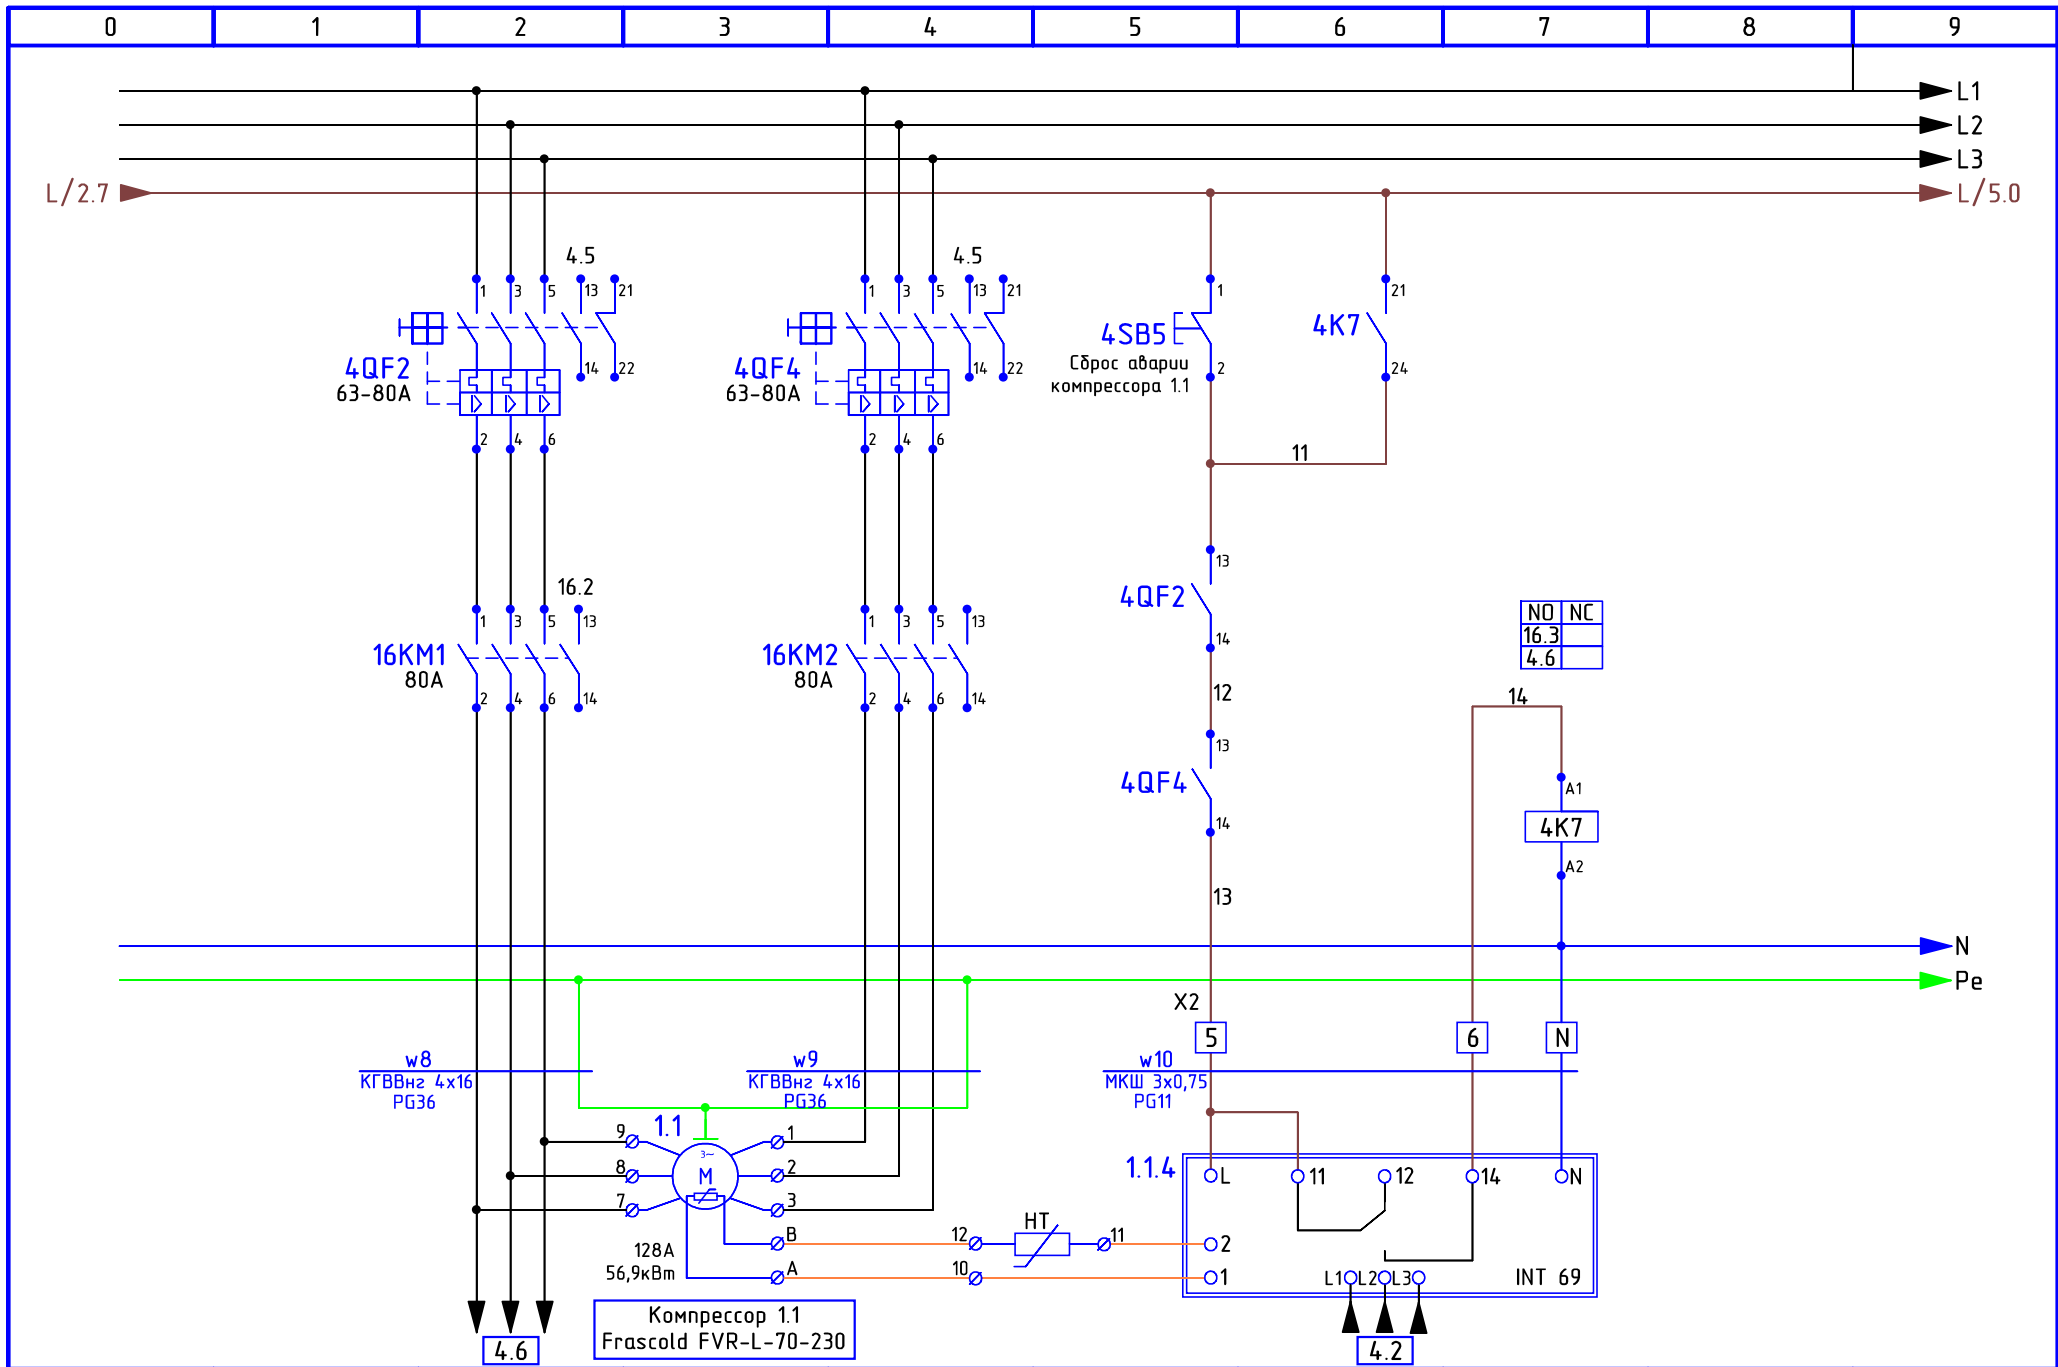 0 1 2 3 4 5 6 7 8 9
L1
L2
L3
L/2.7 L/5.0
4.5 4.5
1 3 5 13 21 1 3 5 13 21 1 21
4QF2 4QF4 4SB5 4K7
63-80A 63-80A Сброс аварии
компрессора 1.1
14 22 14 22 2 24
2 4 6 2 4 6
11
13
16.2 4QF2
1 3 5 13 1 3 5 13 14
NO NC
16.3
4.6
16KM1 16KM2
80A 80A
2 4 6 14 2 4 6 14
12 14
13
4QF4 A1
14 4K7
A2
13
N
Pe
X2
5 6 N
w8 w9 w10
КГВВнг 4x16 КГВВнг 4x16 МКШ 3x0,75
PG36 PG36 PG11
9 1.1 1
3~
8 M 2
7 3
1.1.4 L 11 12 14 N
B 12 HT 11 2
128A
56,9кВт A 10 1
L1 L2 L3 INT 69
Компрессор 1.1
Frascold FVR-L-70-230
4.6 4.2